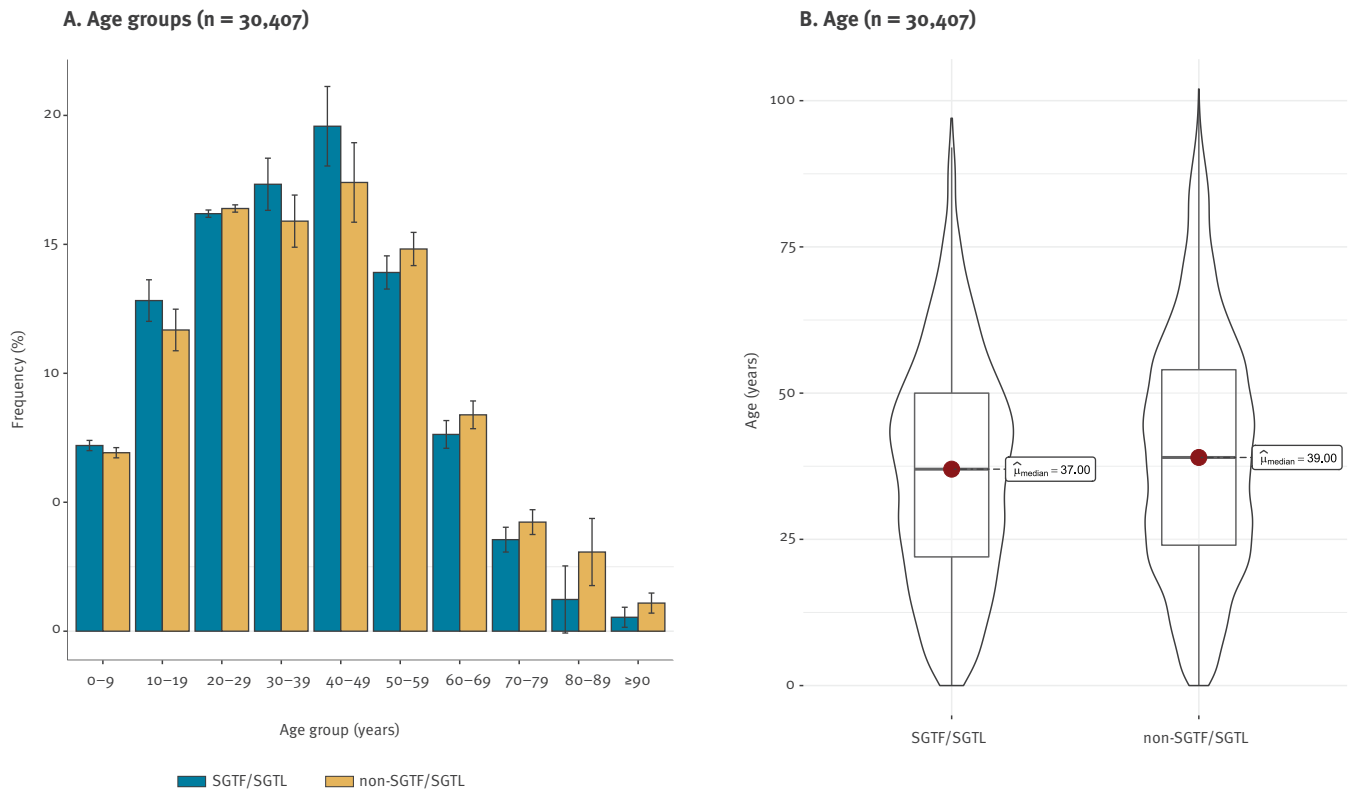 A. Age groups (n = 30,407)
20
15
10
0
0
Frequency (%)
0–9 10–19 20–29 30–39 40–49 50–59 60–69 70–79 80–89 ≥90
Age group (years)
SGTF/SGTL non-SGTF/SGTL
B. Age (n = 30,407)
100
75
50
25
0
Age (years)
μ̂median = 37.00
μ̂median = 39.00
SGTF/SGTL non-SGTF/SGTL